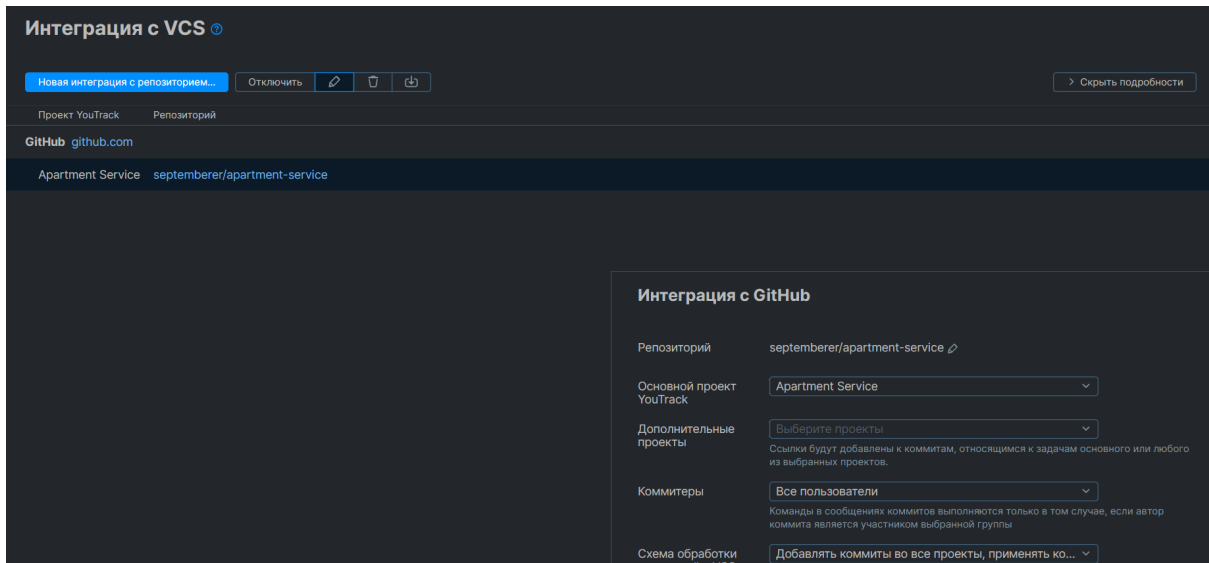 Интеграция с VCS
Новая интеграция с репозиторием... Отключить > Скрыть подробности
Проект YouTrack Репозиторий
GitHub github.com
Apartment Service septemberer/apartment-service
Интеграция с GitHub
Репозиторий septemberer/apartment-service
Основной проект YouTrack Apartment Service
Дополнительные проекты Выберите проекты
Ссылки будут добавлены к коммитам, относящимся к задачам основного или любого
из выбранных проектов.
Коммитеры Все пользователи
Команды в сообщениях коммитов выполняются только в том случае, если автор
коммита является участником выбранной группы
Схема обработки Добавлять коммиты во все проекты, применять ко...